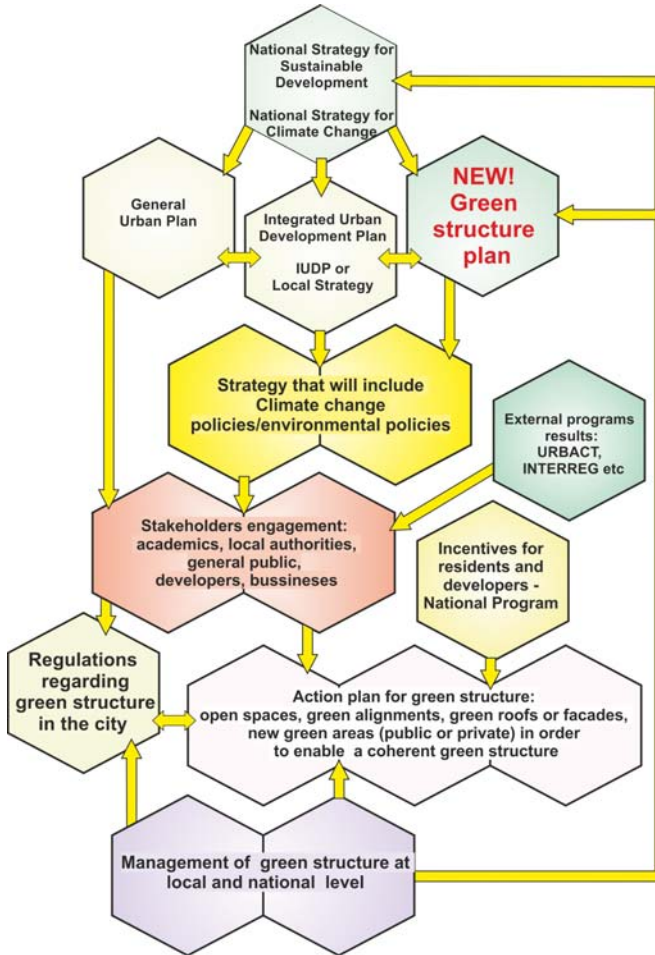 National Strategy for
Sustainable
Development
National Strategy for
Climate Change
General
Urban Plan
Integrated Urban
Development Plan
IUDP or
Local Strategy
NEW!
Green
structure
plan
Strategy that will include
Climate change
policies/environmental policies
External programs
results:
URBACT,
INTERREG etc
Stakeholders engagement:
academics, local authorities,
general public,
developers, bussineses
Incentives for
residents and
developers -
National Program
Regulations
regarding
green structure
in the city
Action plan for green structure:
open spaces, green alignments, green roofs or facades,
new green areas (public or private) in order
to enable a coherent green structure
Management of green structure at
local and national level